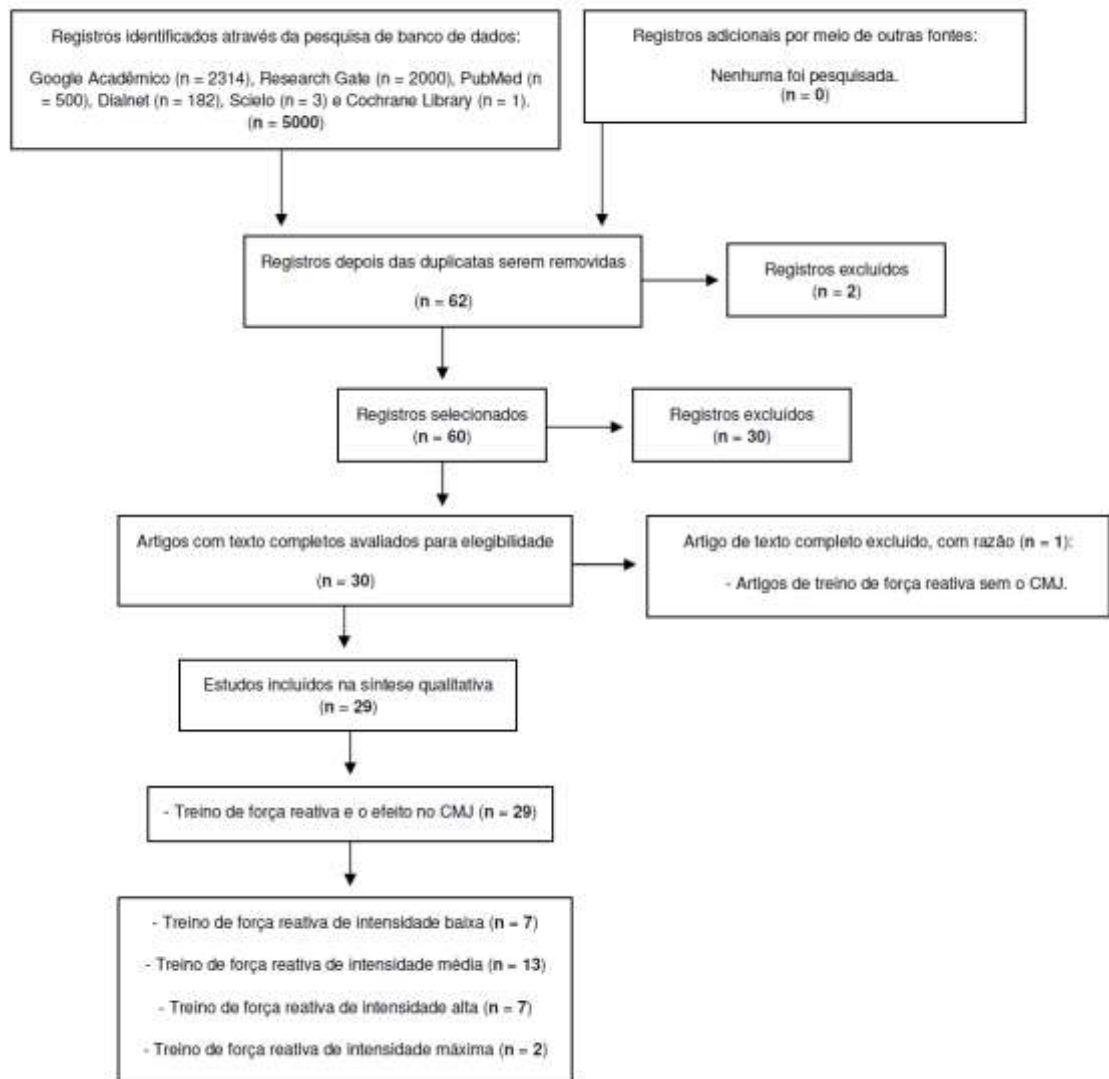 Registros identificados através da pesquisa de banco de dados:
Google Acadêmico (n = 2314), Research Gate (n = 2000), PubMed (n
= 500), Dialnet (n = 182), Scielo (n = 3) e Cochrane Library (n = 1).
(n = 5000)
Registros adicionais por meio de outras fontes:
Nenhuma foi pesquisada.
(n = 0)
Registros depois das duplicatas serem removidas
(n = 62)
Registros excluídos
(n = 2)
Registros selecionados
(n = 60)
Registros excluídos
(n = 30)
Artigos com texto completos avaliados para elegibilidade
(n = 30)
Artigo de texto completo excluído, com razão (n = 1):
- Artigos de treino de força reativa sem o CMJ.
Estudos incluídos na síntese qualitativa
(n = 29)
- Treino de força reativa e o efeito no CMJ (n = 29)
- Treino de força reativa de intensidade baixa (n = 7)
- Treino de força reativa de intensidade média (n = 13)
- Treino de força reativa de intensidade alta (n = 7)
- Treino de força reativa de intensidade máxima (n = 2)